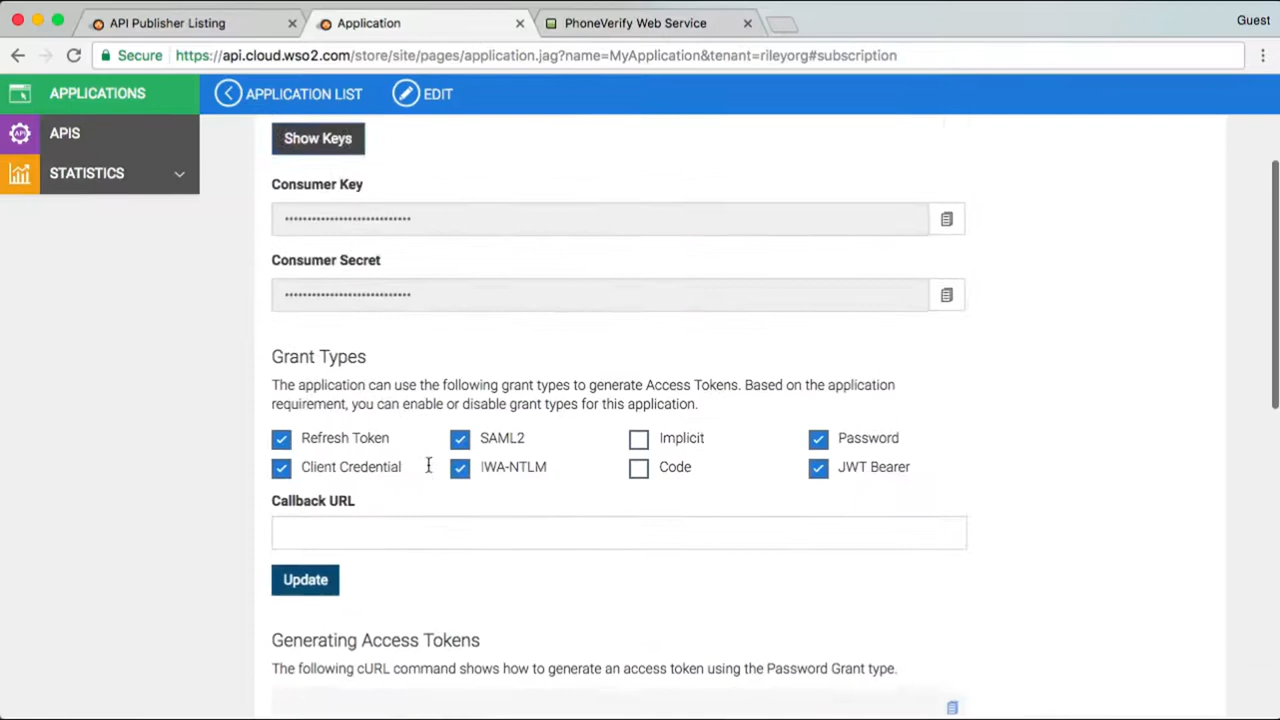 API Publisher Listing
Application
PhoneVerify Web Service
Guest
Secure https://api.cloud.wso2.com/store/site/pages/application.jag?name=MyApplication&tenant=rileyorg#subscription
APPLICATIONS
APPLICATION LIST
EDIT
API
APIS
STATISTICS
Show Keys
Consumer Key
Consumer Secret
Grant Types
The application can use the following grant types to generate Access Tokens. Based on the application
requirement, you can enable or disable grant types for this application.
Refresh Token SAML2 Implicit Password
Client Credential IWA-NTLM Code JWT Bearer
Callback URL
Update
Generating Access Tokens
The following cURL command shows how to generate an access token using the Password Grant type.